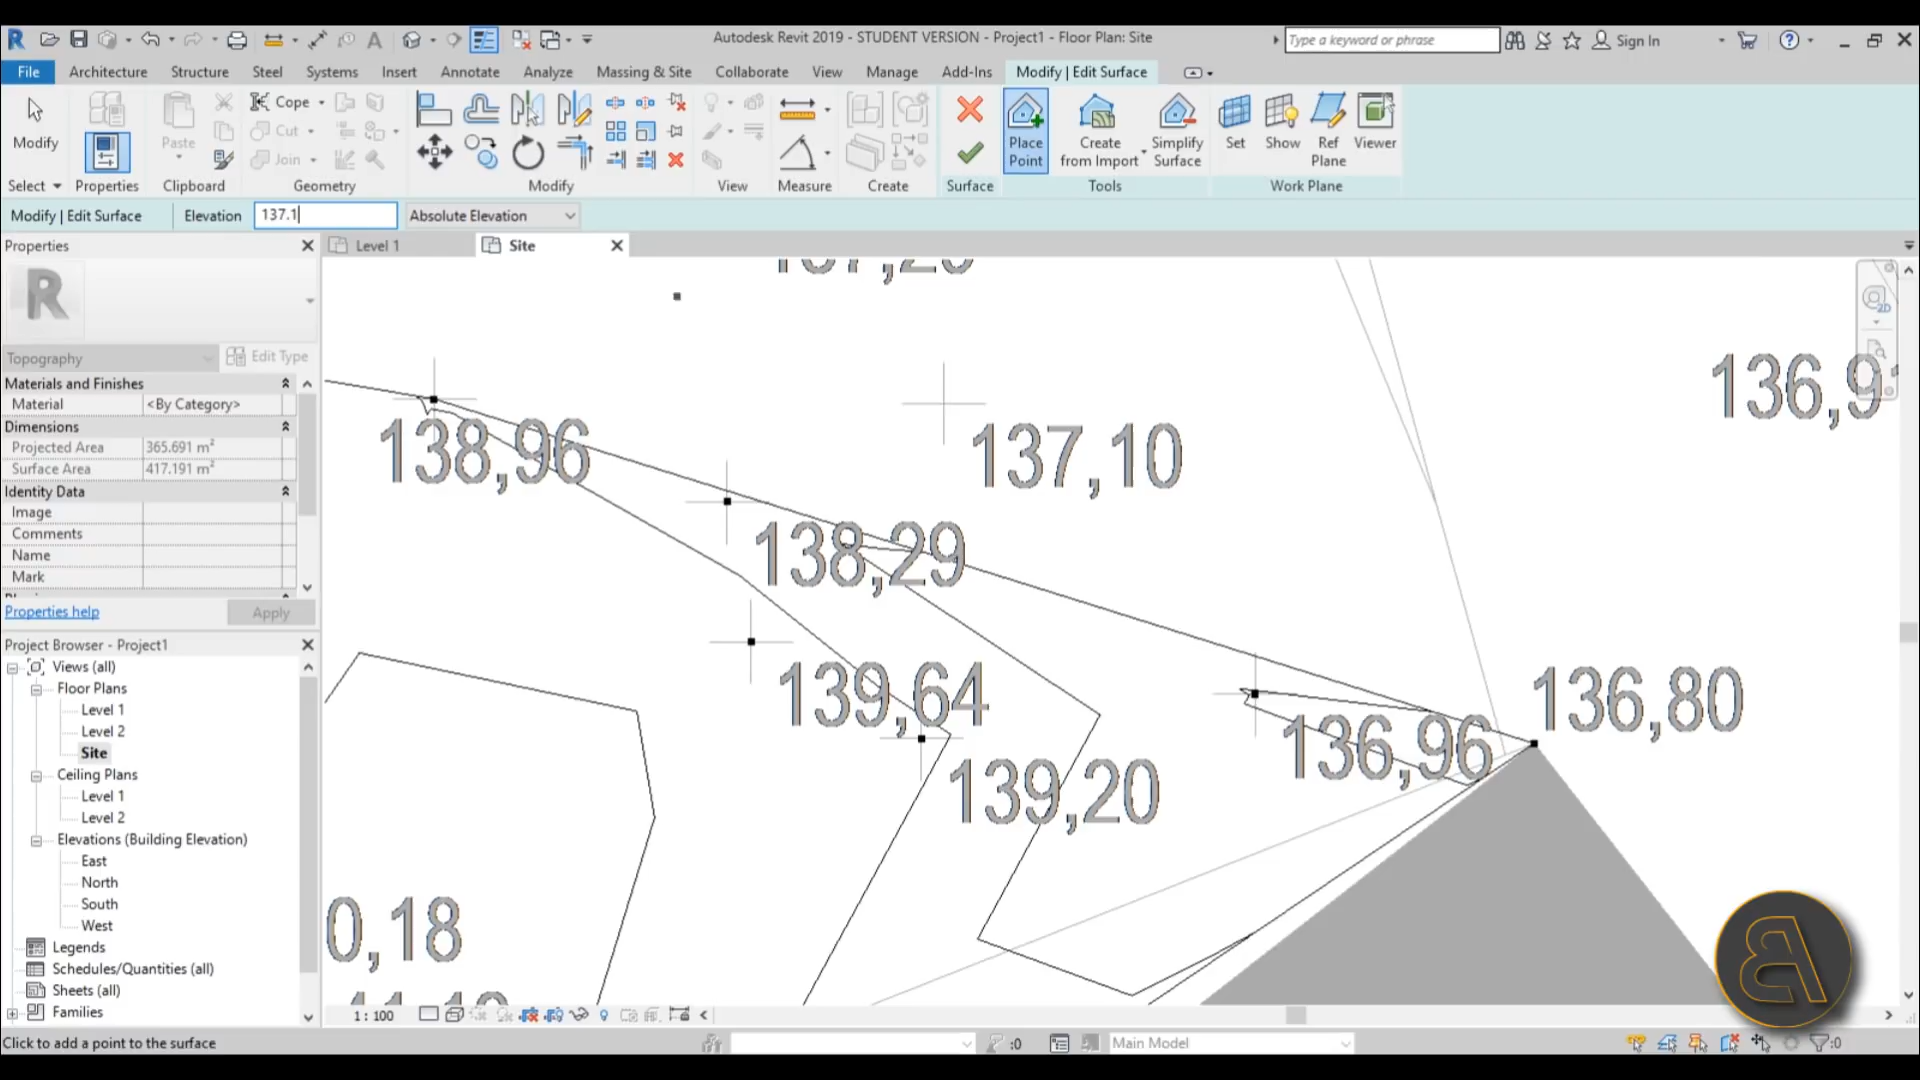 Autodesk Revit 2019 - STUDENT VERSION - Project1 - Floor Plan: Site
Type a keyword or phrase
Sign In
File Architecture Structure Steel Systems Insert Annotate Analyze Massing & Site Collaborate View Manage Add-Ins Modify | Edit Surface
Modify
Paste
Cope
Cut
Join
Place Point
Create from Import
Simplify Surface
Set
Show
Ref Plane
Viewer
Select Properties Clipboard Geometry Modify View Measure Create Surface Tools Work Plane
Modify | Edit Surface Elevation 137.1 Absolute Elevation
Properties
Level 1
Site
Topography
Edit Type
Materials and Finishes
Material <By Category>
Dimensions
Projected Area 365.691 m²
Surface Area 417.191 m²
Identity Data
Image
Comments
Name
Mark
Properties help
Apply
Project Browser - Project1
Views (all)
Floor Plans
Level 1
Level 2
Site
Ceiling Plans
Level 1
Level 2
Elevations (Building Elevation)
East
North
South
West
Legends
Schedules/Quantities (all)
Sheets (all)
Families
136,9
138,96
137,10
138,29
139,64
136,80
136,96
139,20
0,18
2D
1 : 100
Click to add a point to the surface
:0
Main Model
:0